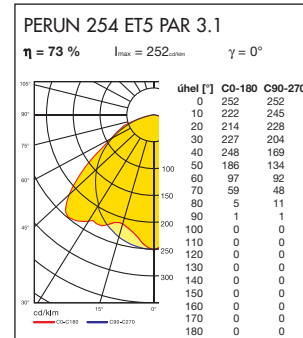 PERUN 254 ET5 PAR 3.1
η = 73 % Imax = 252cd/klm γ = 0°
úhel [°] C0-180 C90-270
0 252 252
10 222 245
20 214 228
30 227 204
40 248 169
50 186 134
60 97 92
70 59 48
80 5 11
90 1 1
100 0 0
110 0 0
120 0 0
130 0 0
140 0 0
150 0 0
160 0 0
170 0 0
180 0 0
105°
90°
75°
60°
45°
30°
15°
0°
100
150
200
250
300
cd/klm
C0-C180 C90-C270